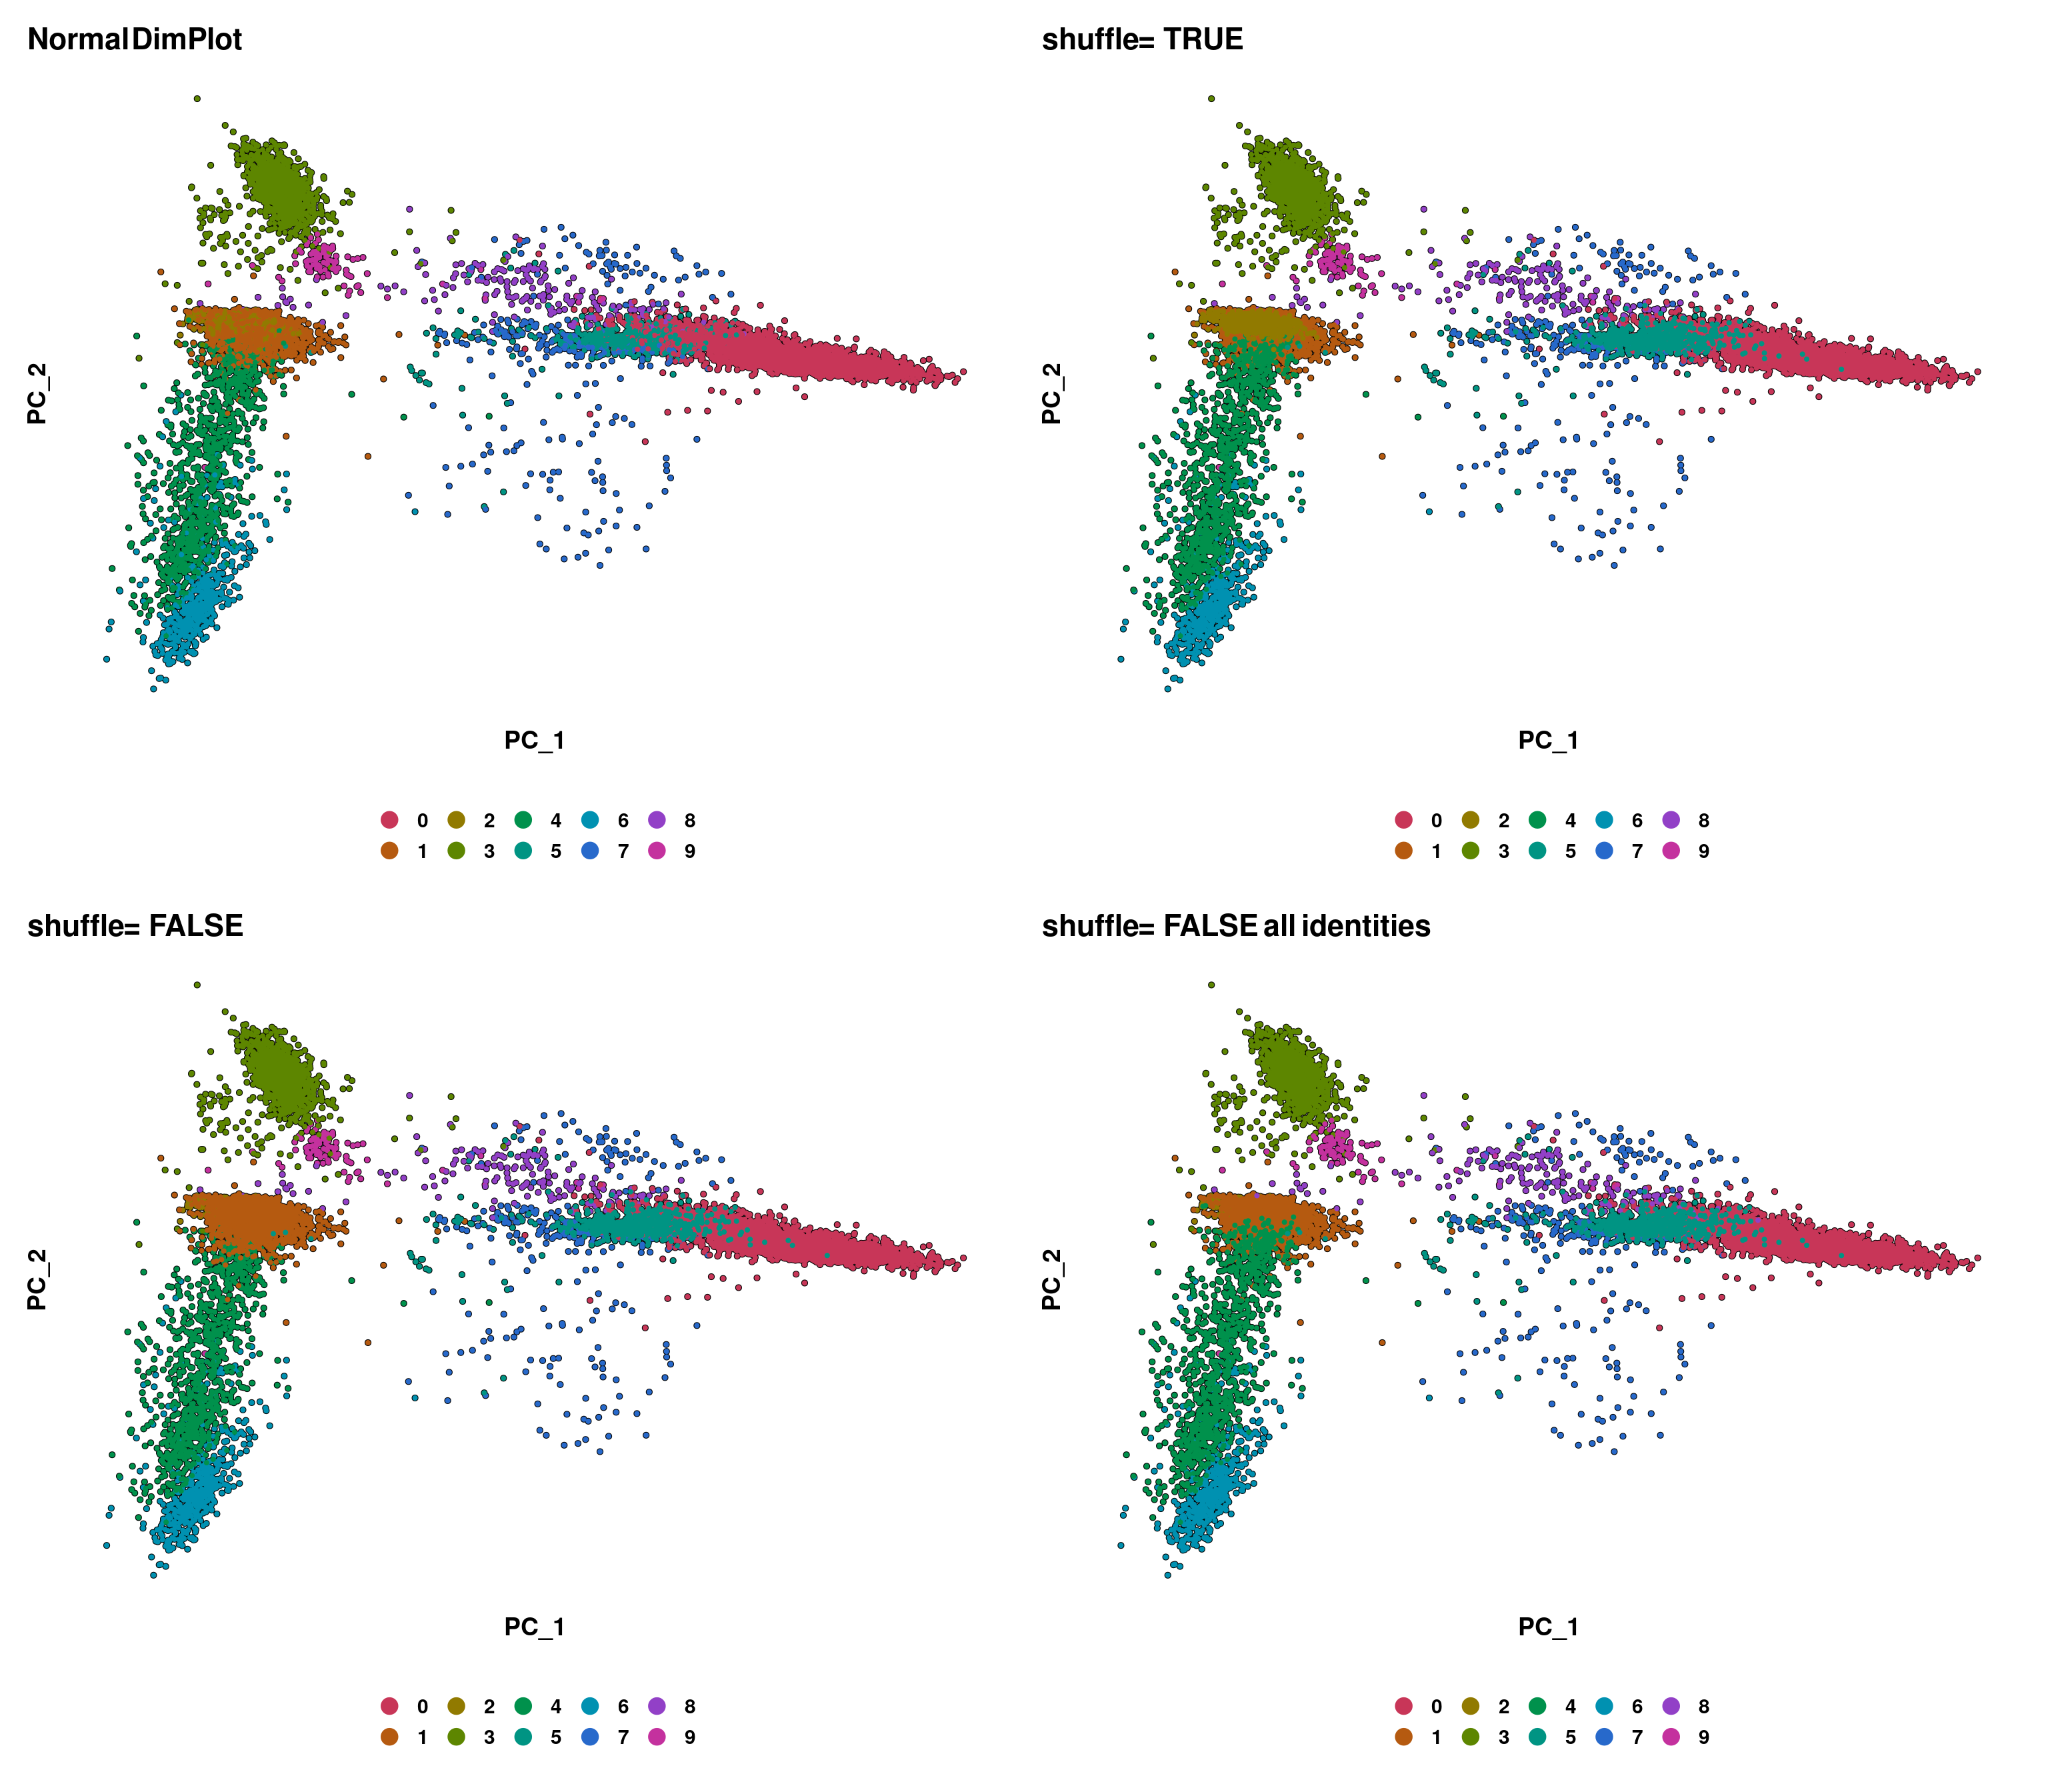 Normal DimPlot
PC_2
PC_1
0 2 4 6 8
1 3 5 7 9
shuffle= TRUE
PC_2
PC_1
0 2 4 6 8
1 3 5 7 9
shuffle= FALSE
PC_2
PC_1
0 2 4 6 8
1 3 5 7 9
shuffle= FALSE all identities
PC_2
PC_1
0 2 4 6 8
1 3 5 7 9